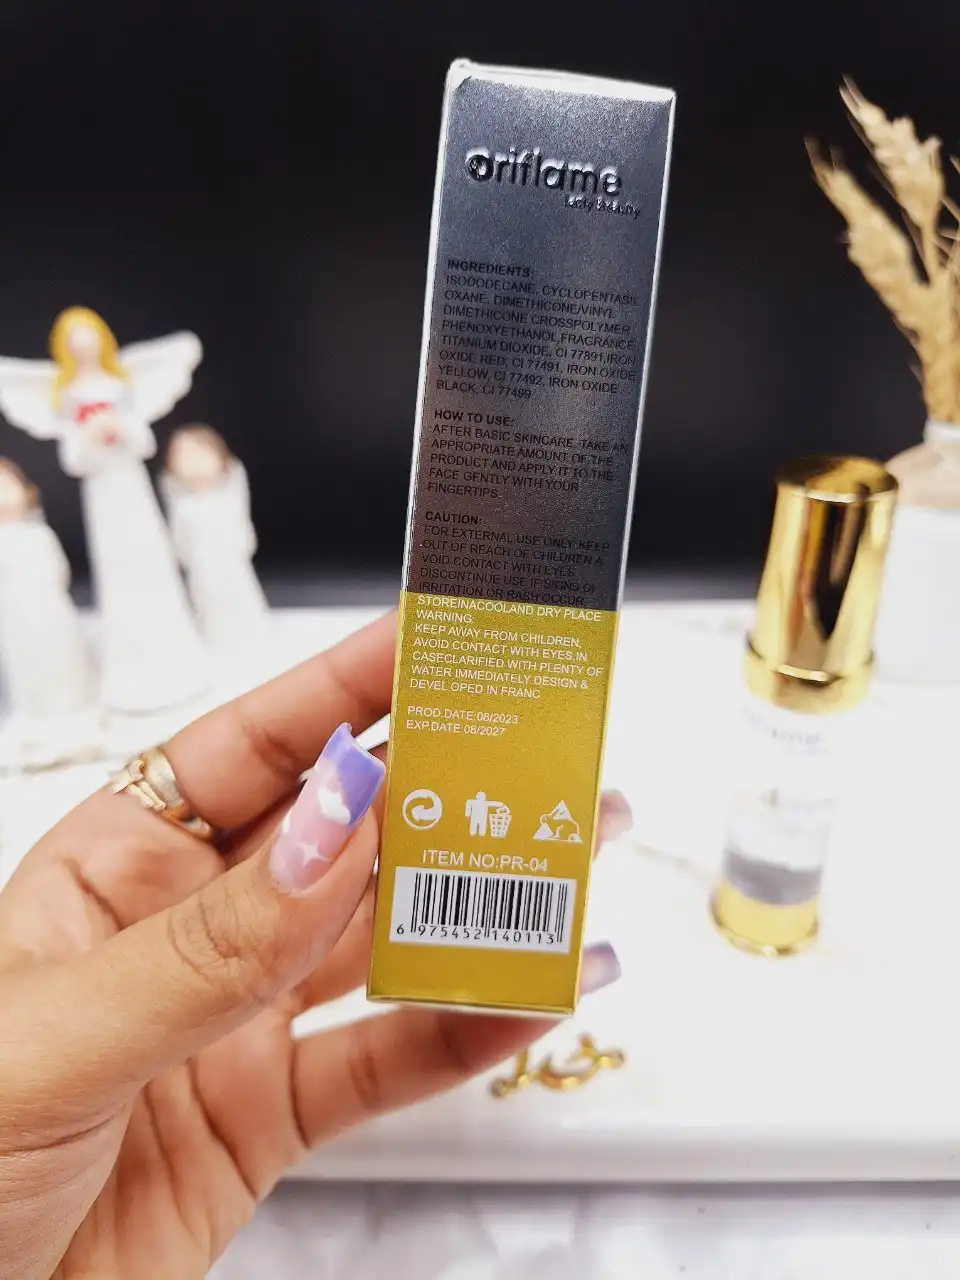 oriflame
Lady Beauty
INGREDIENTS:
ISODODECANE, CYCLOPENTASIL
OXANE, DIMETHICONE/VINYL
DIMETHICONE CROSSPOLYMER,
PHENOXYETHANOL,FRAGRANCE,
TITANIUM DIOXIDE, CI 77891,IRON
OXIDE RED, CI 77491, IRON OXIDE
YELLOW, CI 77492, IRON OXIDE
BLACK, CI 77499
HOW TO USE:
AFTER BASIC SKINCARE, TAKE AN
APPROPRIATE AMOUNT OF THE
PRODUCT AND APPLY IT TO THE
FACE GENTLY WITH YOUR
FINGERTIPS.
CAUTION:
FOR EXTERNAL USE ONLY, KEEP
OUT OF REACH OF CHILDREN A
VOID CONTACT WITH EYES
DISCONTINUE USE IF SIGNS OF
IRRITATION OR RASH OCCUR
STOREINACOOLAND DRY PLACE.
WARNING:
KEEP AWAY FROM CHILDREN,
AVOID CONTACT WITH EYES,IN
CASECLARIFIED WITH PLENTY OF
WATER IMMEDIATELY DESIGN &
DEVEL OPED IN FRANC
PROD.DATE:08/2023
EXP.DATE:08/2027
ITEM NO:PR-04
6 975452 140113